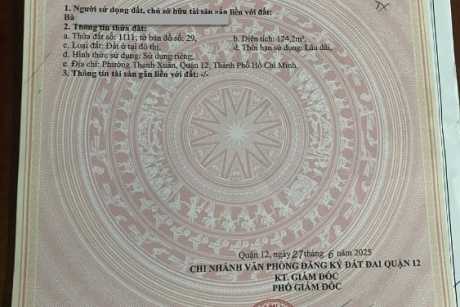 1. Người sử dụng đất, chủ sở hữu tài sản gắn liền với đất:
Bà
2. Thông tin thửa đất:
a. Thửa đất số: 1111; tờ bản đồ số: 29, b. Diện tích: 124,2m².
c. Loại đất: Đất ở tại đô thị, d. Thời hạn sử dụng: Lâu dài,
đ. Hình thức sử dụng: Sử dụng riêng,
e. Địa chỉ: Phường Thạnh Xuân, Quận 12, Thành Phố Hồ Chí Minh.
3. Thông tin tài sản gắn liền với đất: -/-
Quận 12, ngày 27 tháng 6 năm 2025
CHI NHÁNH VĂN PHÒNG ĐĂNG KÝ ĐẤT ĐAI QUẬN 12
KT. GIÁM ĐỐC
PHÓ GIÁM ĐỐC